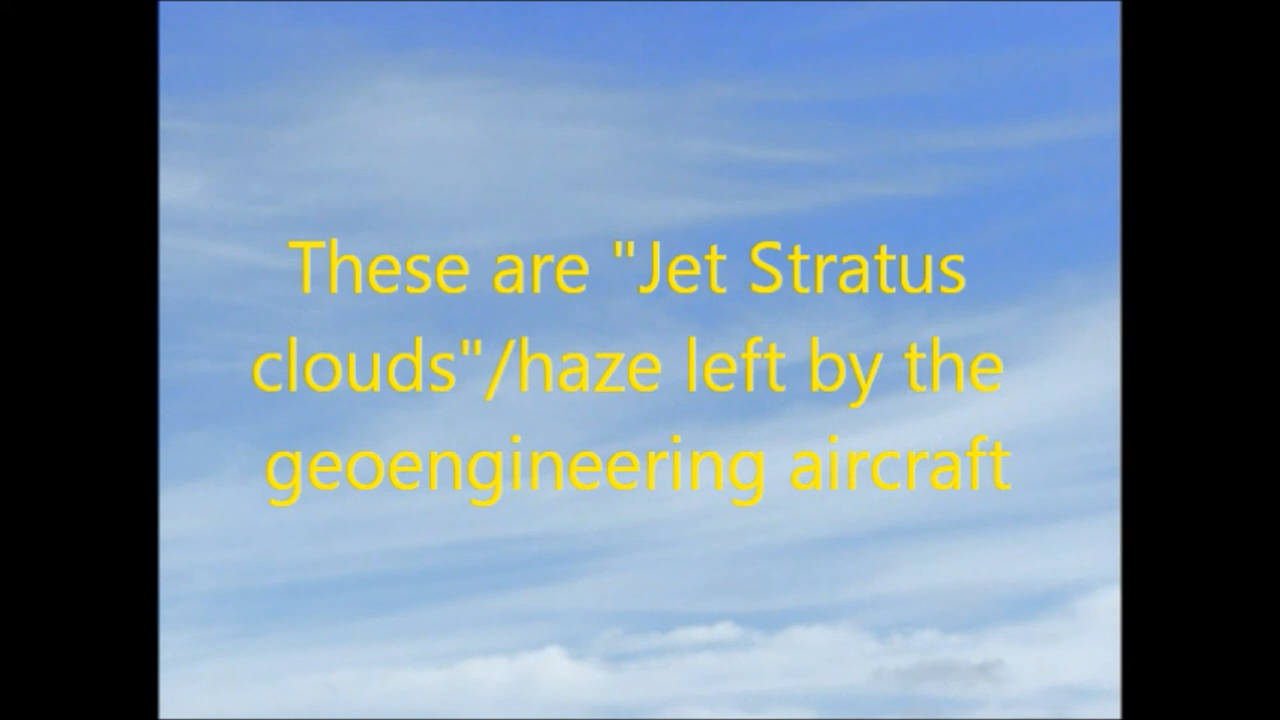 These are "Jet Stratus
clouds"/haze left by the
geoengineering aircraft